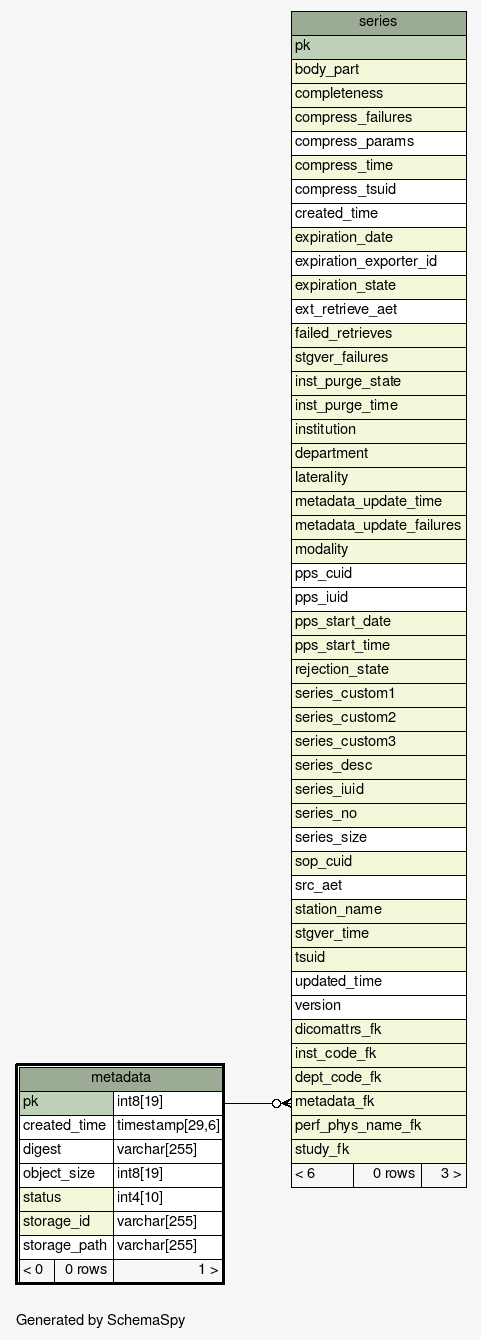 series
pk
body_part
completeness
compress_failures
compress_params
compress_time
compress_tsuid
created_time
expiration_date
expiration_exporter_id
expiration_state
ext_retrieve_aet
failed_retrieves
stgver_failures
inst_purge_state
inst_purge_time
institution
department
laterality
metadata_update_time
metadata_update_failures
modality
pps_cuid
pps_iuid
pps_start_date
pps_start_time
rejection_state
series_custom1
series_custom2
series_custom3
series_desc
series_iuid
series_no
series_size
sop_cuid
src_aet
station_name
stgver_time
tsuid
updated_time
version
dicomattrs_fk
inst_code_fk
dept_code_fk
metadata_fk
perf_phys_name_fk
study_fk
< 6 0 rows 3 >
metadata
pk int8[19]
created_time timestamp[29,6]
digest varchar[255]
object_size int8[19]
status int4[10]
storage_id varchar[255]
storage_path varchar[255]
< 0 0 rows 1 >
Generated by SchemaSpy